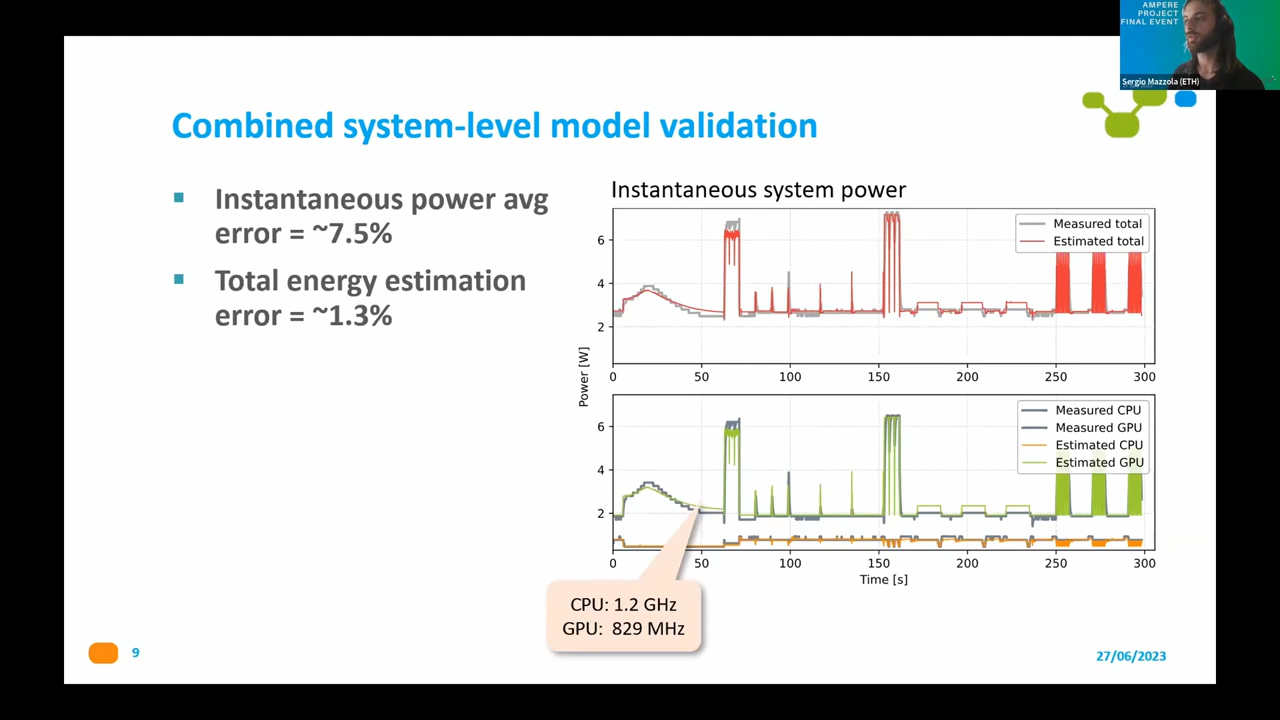 AMPERE
PROJECT
FINAL EVENT
Sergio Mazzola (ETH)
Combined system-level model validation
Instantaneous power avg
error = ~7.5%
Total energy estimation
error = ~1.3%
Instantaneous system power
Measured total
Estimated total
6
4
2
0 50 100 150 200 250 300
Power [W]
Measured CPU
Measured GPU
Estimated CPU
Estimated GPU
6
4
2
0 50 100 150 200 250 300
Time [s]
CPU: 1.2 GHz
GPU: 829 MHz
9
27/06/2023